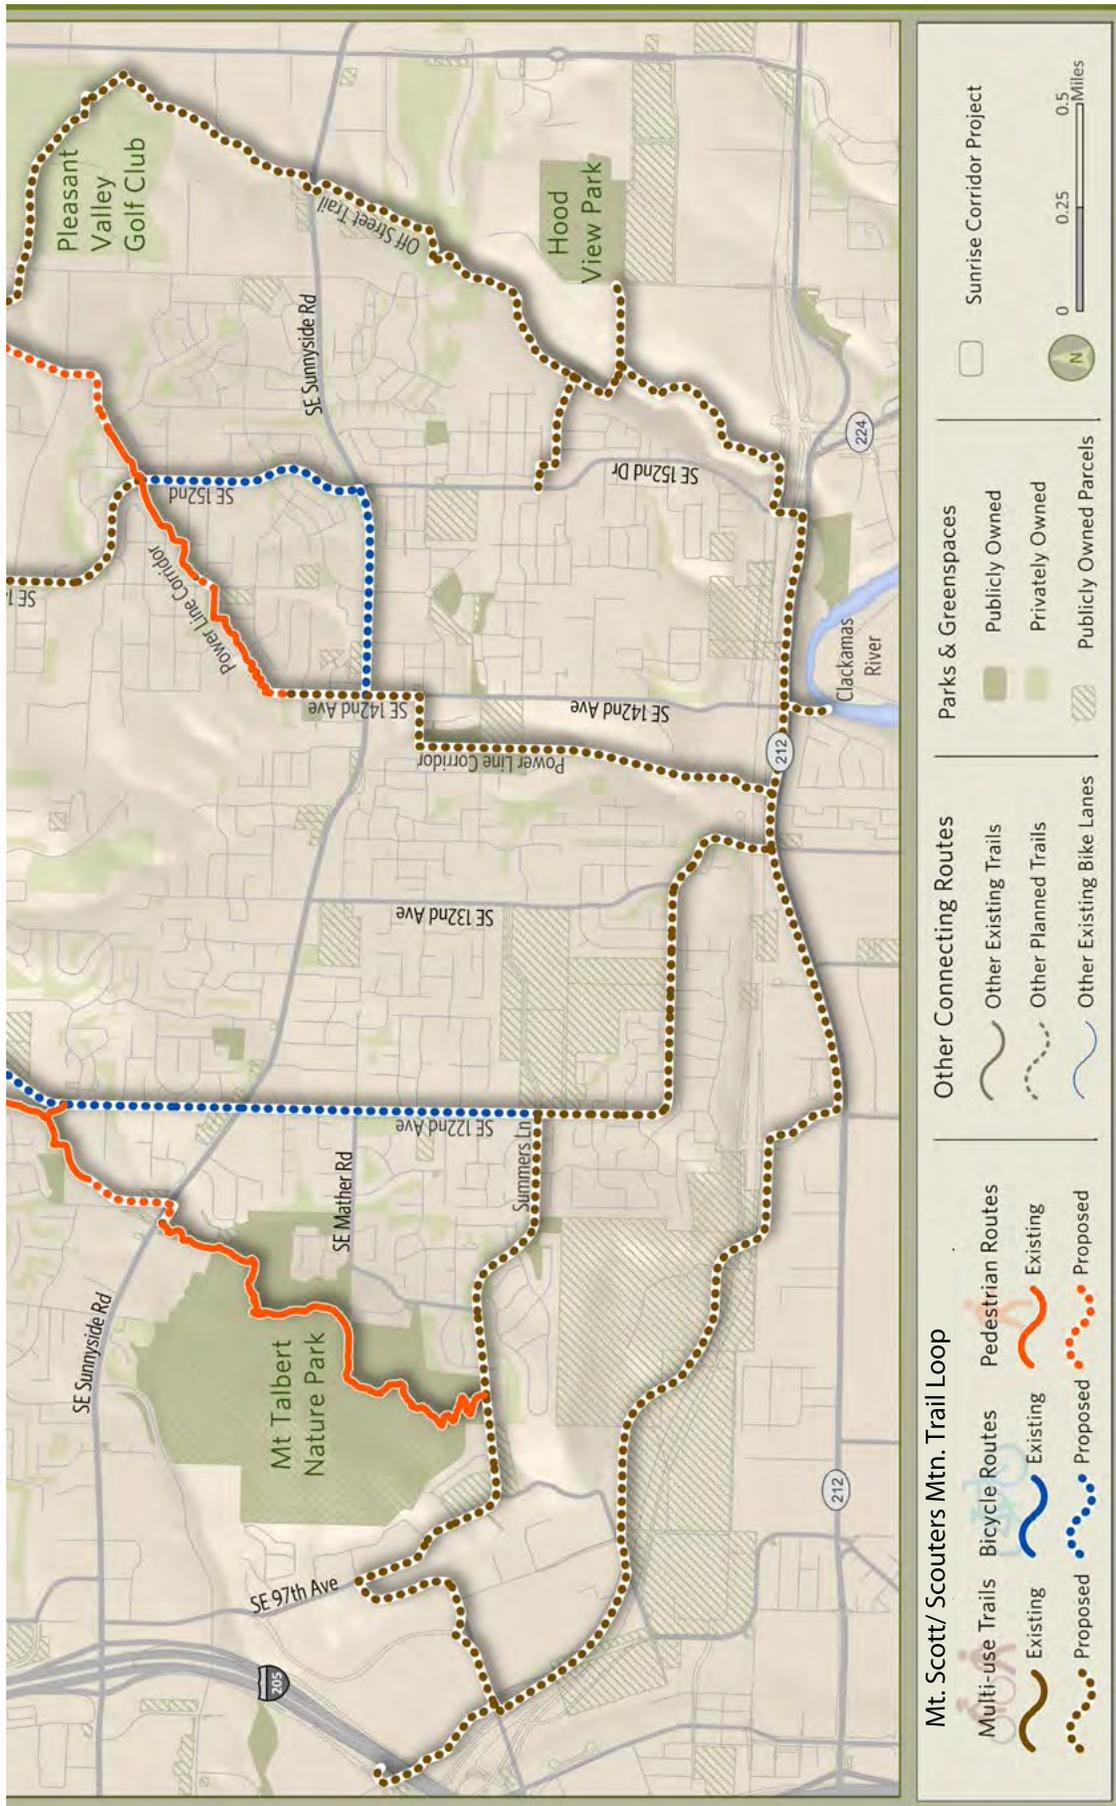 Pleasant
Valley
Golf Club
Off Street Trail
Hood
View Park
SE Sunnyside Rd
SE 152nd
SE 152nd Dr
224
Power Line Corridor
SE 142nd Ave
SE 142nd Ave
Power Line Corridor
Clackamas
River
212
SE 132nd Ave
SE 122nd Ave
Summers Ln
SE Mather Rd
SE Sunnyside Rd
Mt Talbert
Nature Park
SE 97th Ave
205
212
Mt. Scott/ Scouters Mtn. Trail Loop
Multi-use Trails
Existing
Proposed
Bicycle Routes
Existing
Proposed
Pedestrian Routes
Existing
Proposed
Other Connecting Routes
Other Existing Trails
Other Planned Trails
Other Existing Bike Lanes
Parks & Greenspaces
Publicly Owned
Privately Owned
Publicly Owned Parcels
Sunrise Corridor Project
N
0 0.25 0.5
Miles